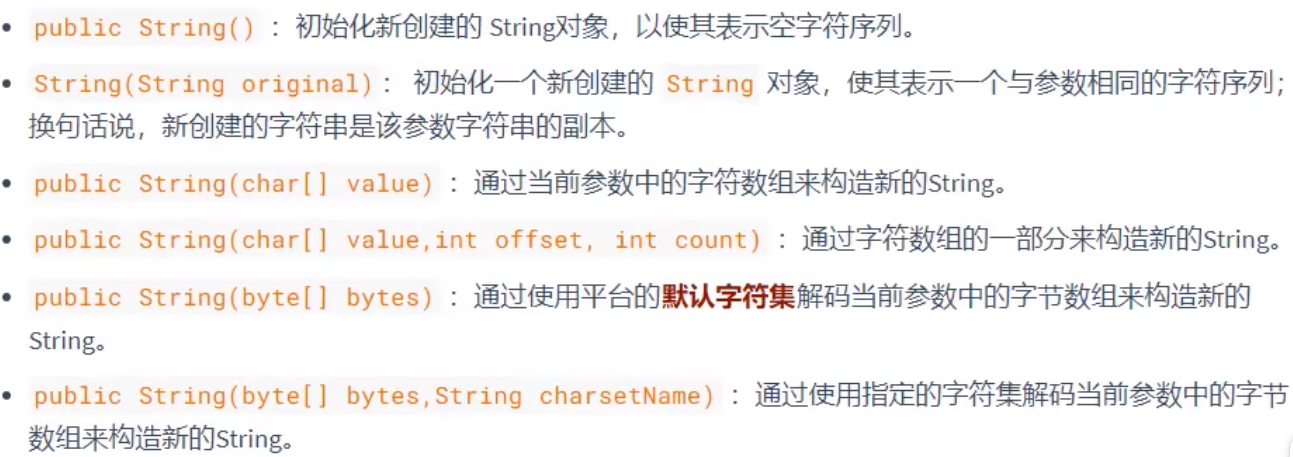 • public String() ：初始化新创建的 String对象，以使其表示空字符序列。
• String(String original)： 初始化一个新创建的 String 对象，使其表示一个与参数相同的字符序列；
换句话说，新创建的字符串是该参数字符串的副本。
• public String(char[] value) ：通过当前参数中的字符数组来构造新的String。
• public String(char[] value,int offset, int count) ：通过字符数组的一部分来构造新的String。
• public String(byte[] bytes) ：通过使用平台的默认字符集解码当前参数中的字节数组来构造新的
String。
• public String(byte[] bytes,String charsetName) ：通过使用指定的字符集解码当前参数中的字节
数组来构造新的String。